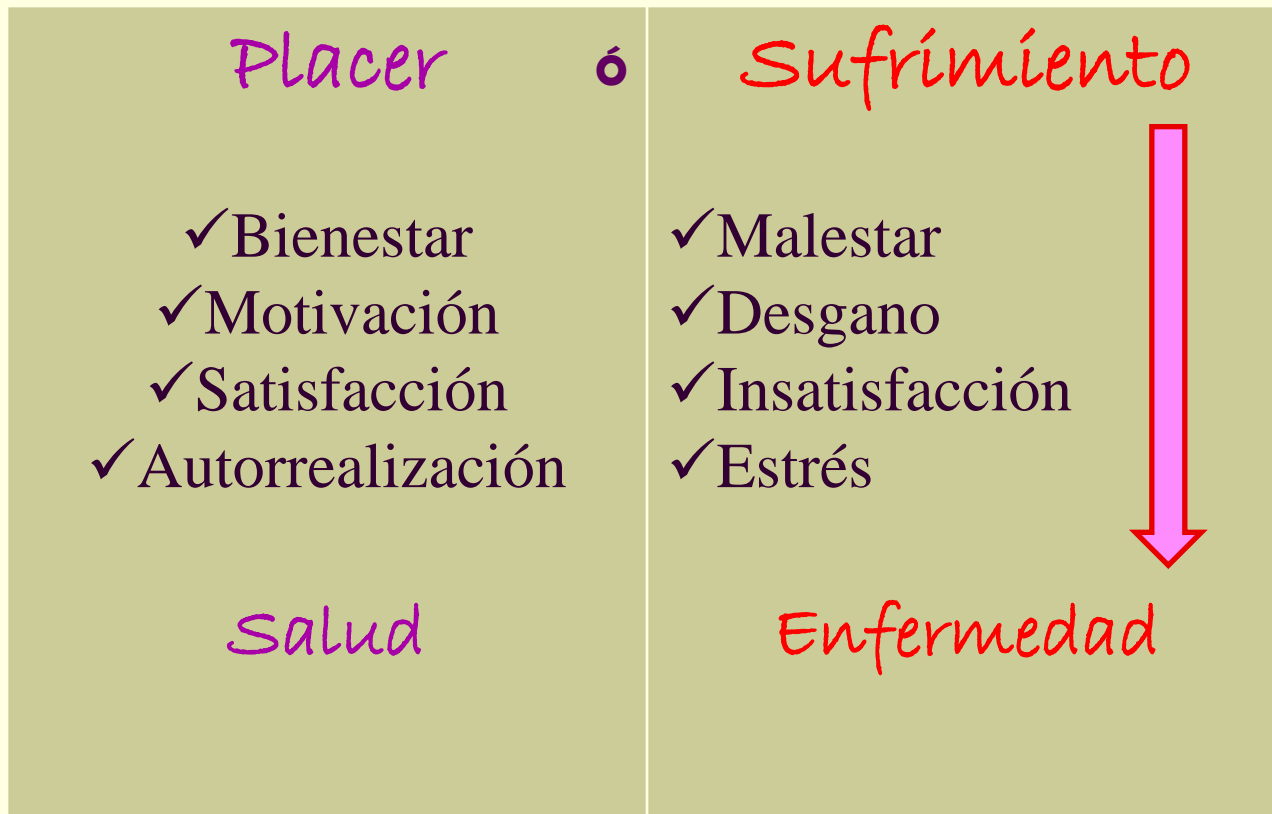 Placer ó Sufrimiento
✓Bienestar
✓Motivación
✓Satisfacción
✓Autorrealización
Salud
✓Malestar
✓Desgano
✓Insatisfacción
✓Estrés
Enfermedad